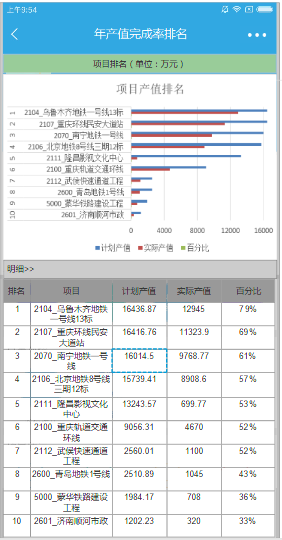 上午9:54
年产值完成率排名
项目排名（单位：万元）
项目产值排名
1 2104_乌鲁木齐地铁一号线13标
2 2107_重庆环线民安大道站
3 2070_南宁地铁一号线
4 2106_北京地铁8号线三期12标
5 2111_隆昌影视文化中心
6 2100_重庆轨道交通环线
7 2112_武侯快速通道工程
8 2600_青岛地铁1号线
9 5000_蒙华铁路建设工程
10 2601_济南顺河市政
0 4000 8000 12000 16000
计划产值 实际产值 百分比
明细>>
排名 项目 计划产值 实际产值 百分比
1 2104_乌鲁木齐地铁一号线13标 16436.87 12945 79%
2 2107_重庆环线民安大道站 16416.76 11323.9 69%
3 2070_南宁地铁一号线 16014.5 9768.77 61%
4 2106_北京地铁8号线三期12标 15739.41 8908.6 57%
5 2111_隆昌影视文化中心 13243.57 699.77 53%
6 2100_重庆轨道交通环线 9056.31 4670 52%
7 2112_武侯快速通道工程 2560.01 1100 52%
8 2600_青岛地铁1号线 2510.89 1045 43%
9 5000_蒙华铁路建设工程 1984.17 708 36%
10 2601_济南顺河市政 1202.23 320 33%